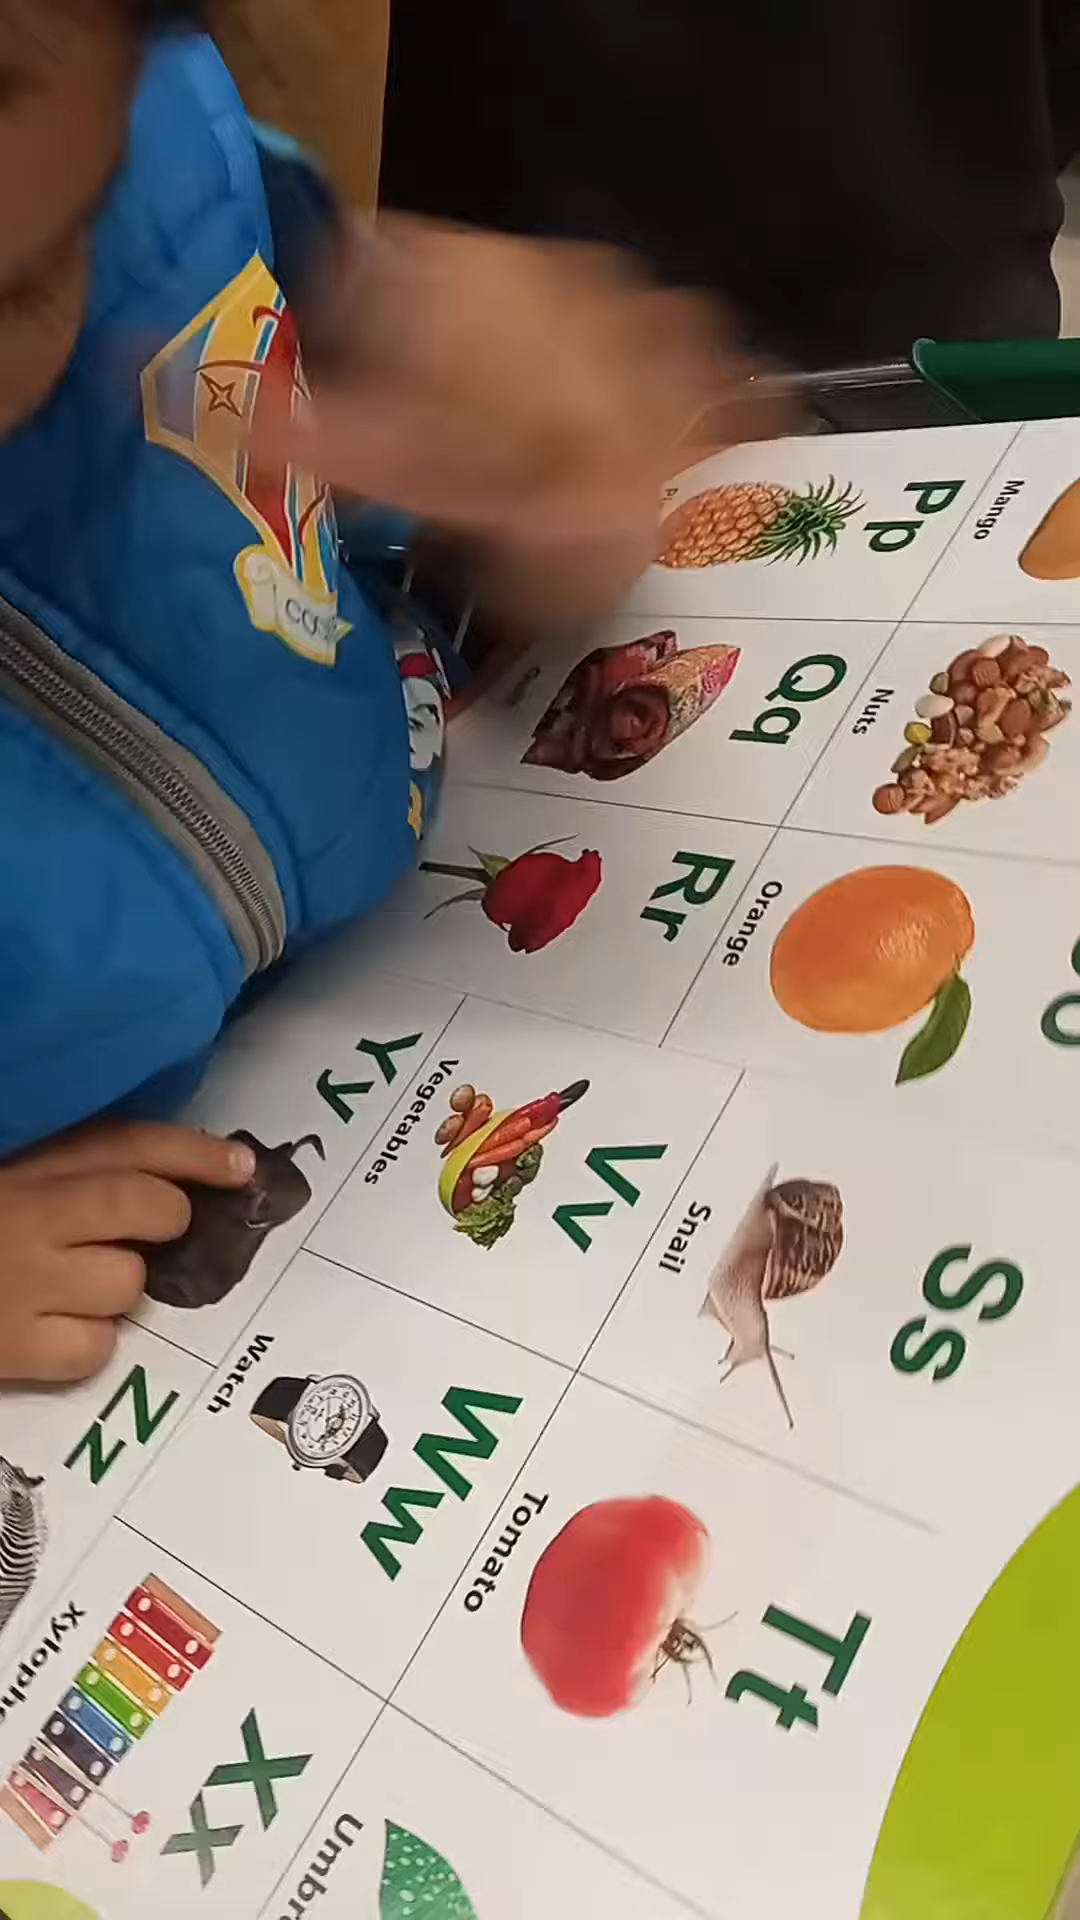 Mango
Nuts
Orange
Pp
Qq
Rr
Ss
Snail
Tt
Tomato
Vv
Vegetables
Ww
Watch
Xx
Yy
Zz